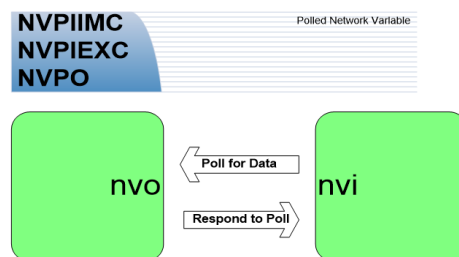 NVPIIMC
Polled Network Variable
NVPIEXC
NVPO
Poll for Data
nvo
nvi
Respond to Poll